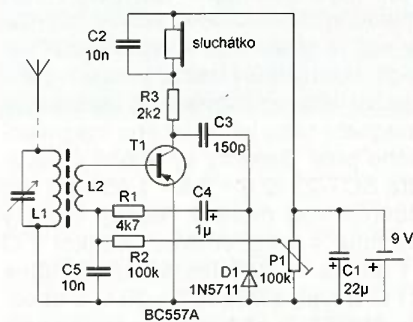 C2
10n
sluchátko
R3
2k2
C3
150p
T1
L1
L2
R1
4k7
C4
1µ
R2
100k
C5
10n
D1
1N5711
P1
100k
C1
22µ
9 V
BC557A